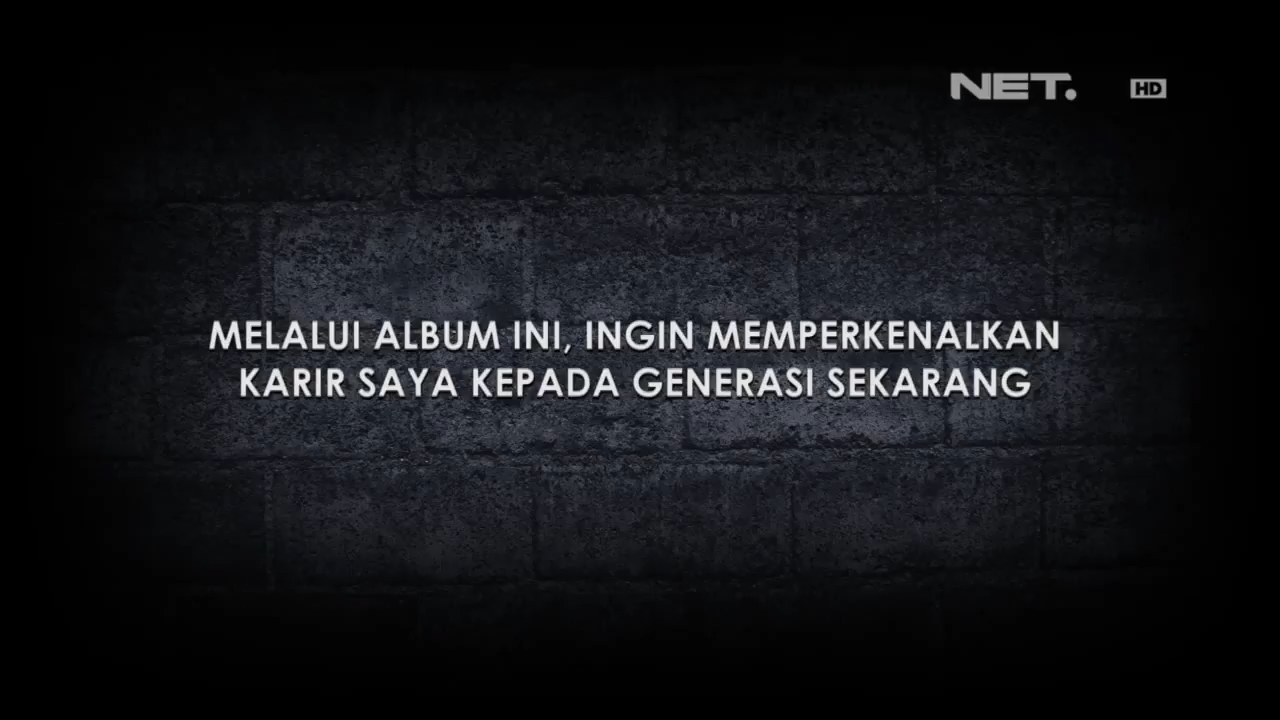 NET. HD
MELALUI ALBUM INI, INGIN MEMPERKENALKAN
KARIR SAYA KEPADA GENERASI SEKARANG